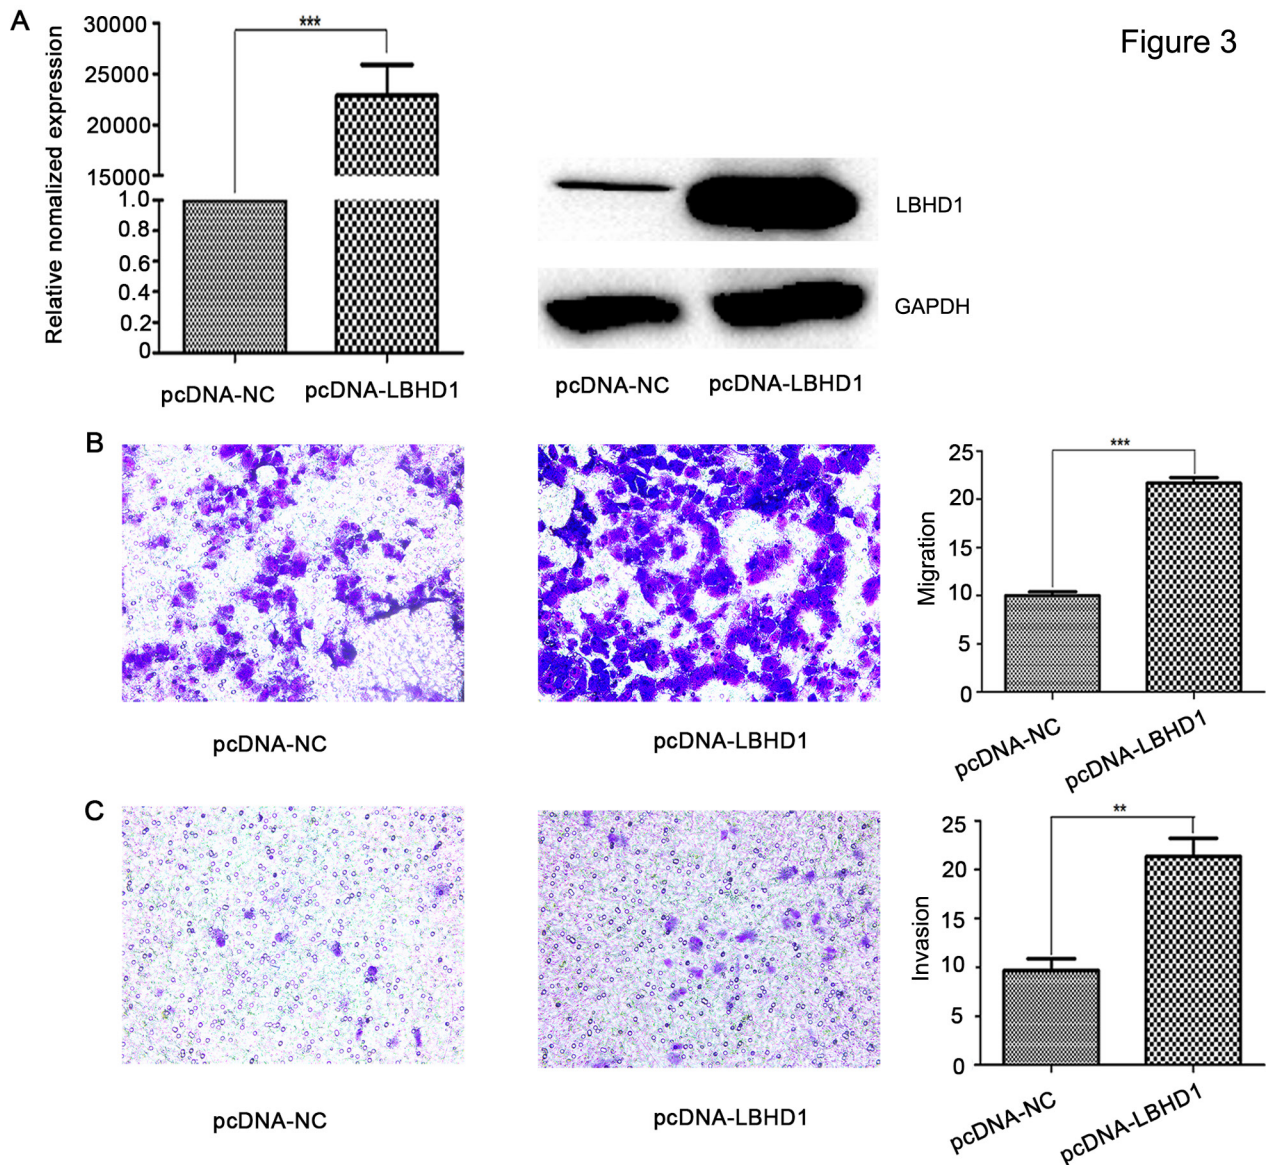 Figure 3
A
Relative nomalized expression
30000
25000
20000
15000
1.0
0.8
0.6
0.4
0.2
0
***
pcDNA-NC
pcDNA-LBHD1
LBHD1
GAPDH
pcDNA-NC
pcDNA-LBHD1
B
pcDNA-NC
pcDNA-LBHD1
Migration
25
20
15
10
5
0
***
pcDNA-NC
pcDNA-LBHD1
C
pcDNA-NC
pcDNA-LBHD1
Invasion
25
20
15
10
5
0
**
pcDNA-NC
pcDNA-LBHD1